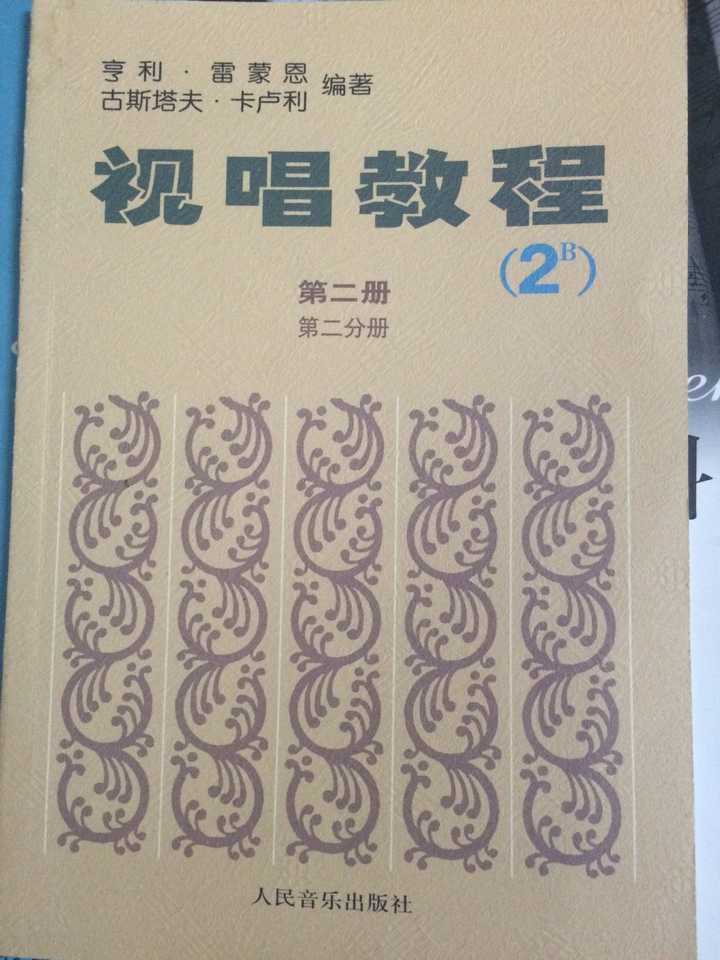 亨利·雷蒙恩
古斯塔夫·卡卢利 编著
视唱教程
(2B)
第二册
第二分册
人民音乐出版社